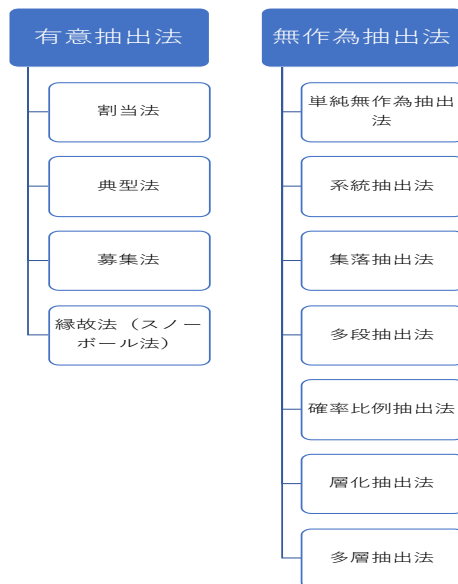 有意抽出法
割当法
典型法
募集法
縁故法（スノー
ボール法）
無作為抽出法
単純無作為抽出
法
系統抽出法
集落抽出法
多段抽出法
確率比例抽出法
層化抽出法
多層抽出法